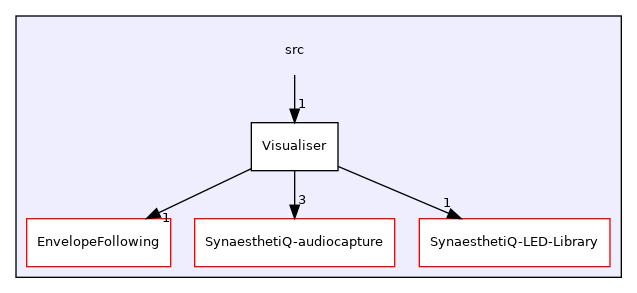 src
1
Visualiser
1
3
1
EnvelopeFollowing
SynaesthetiQ-audiocapture
SynaesthetiQ-LED-Library